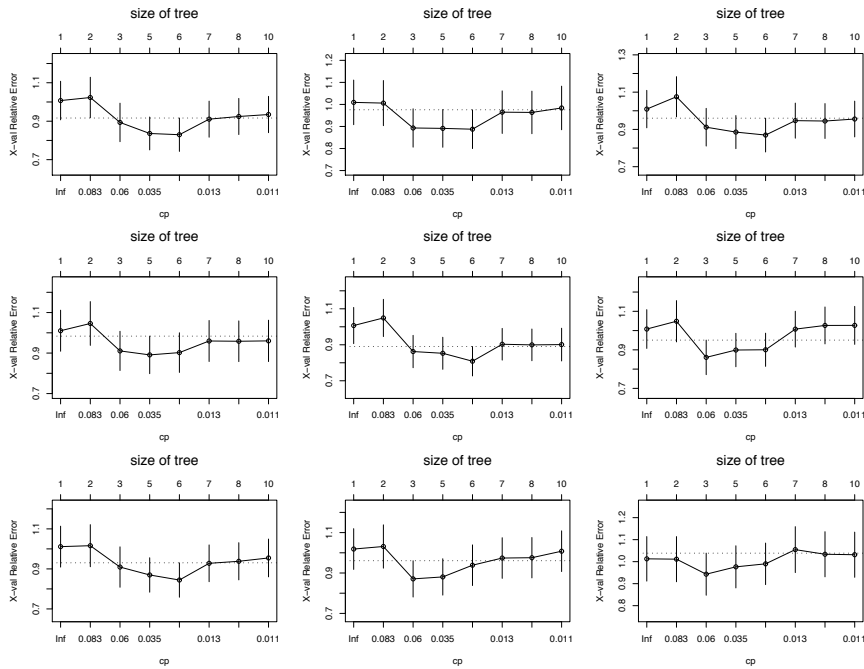 size of tree
1 2 3 5 6 7 8 10
X−val Relative Error
0.7 0.9 1.1
Inf 0.083 0.06 0.035 0.013 0.011
cp
size of tree
1 2 3 5 6 7 8 10
X−val Relative Error
0.7 0.8 0.9 1.0 1.1 1.2
Inf 0.083 0.06 0.035 0.013 0.011
cp
size of tree
1 2 3 5 6 7 8 10
X−val Relative Error
0.7 0.9 1.1 1.3
Inf 0.083 0.06 0.035 0.013 0.011
cp
size of tree
1 2 3 5 6 7 8 10
X−val Relative Error
0.7 0.9 1.1
Inf 0.083 0.06 0.035 0.013 0.011
cp
size of tree
1 2 3 5 6 7 8 10
X−val Relative Error
0.7 0.9 1.1
Inf 0.083 0.06 0.035 0.013 0.011
cp
size of tree
1 2 3 5 6 7 8 10
X−val Relative Error
0.7 0.9 1.1
Inf 0.083 0.06 0.035 0.013 0.011
cp
size of tree
1 2 3 5 6 7 8 10
X−val Relative Error
0.7 0.9 1.1
Inf 0.083 0.06 0.035 0.013 0.011
cp
size of tree
1 2 3 5 6 7 8 10
X−val Relative Error
0.7 0.9 1.1
Inf 0.083 0.06 0.035 0.013 0.011
cp
size of tree
1 2 3 5 6 7 8 10
X−val Relative Error
0.8 0.9 1.0 1.1 1.2
Inf 0.083 0.06 0.035 0.013 0.011
cp